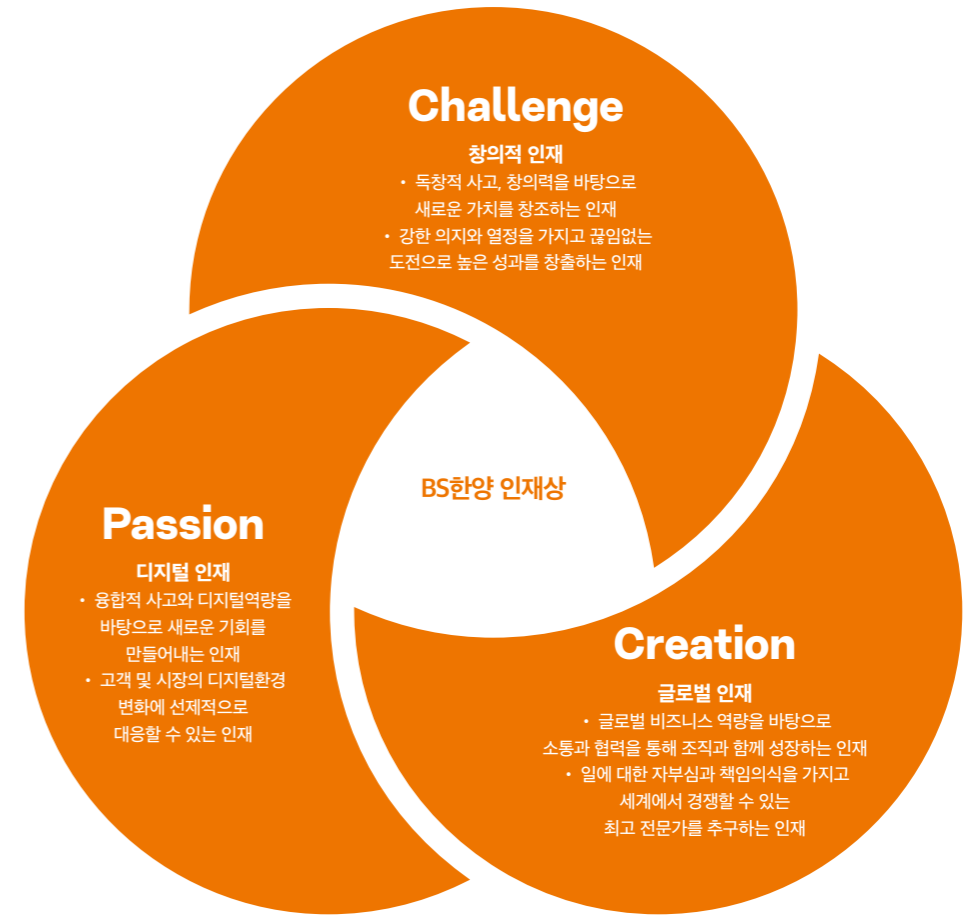 Challenge
창의적 인재
• 독창적 사고, 창의력을 바탕으로
새로운 가치를 창조하는 인재
• 강한 의지와 열정을 가지고 끊임없는
도전으로 높은 성과를 창출하는 인재
BS한양 인재상
Passion
디지털 인재
• 융합적 사고와 디지털역량을
바탕으로 새로운 기회를
만들어내는 인재
• 고객 및 시장의 디지털환경
변화에 선제적으로
대응할 수 있는 인재
Creation
글로벌 인재
• 글로벌 비즈니스 역량을 바탕으로
소통과 협력을 통해 조직과 함께 성장하는 인재
• 일에 대한 자부심과 책임의식을 가지고
세계에서 경쟁할 수 있는
최고 전문가를 추구하는 인재